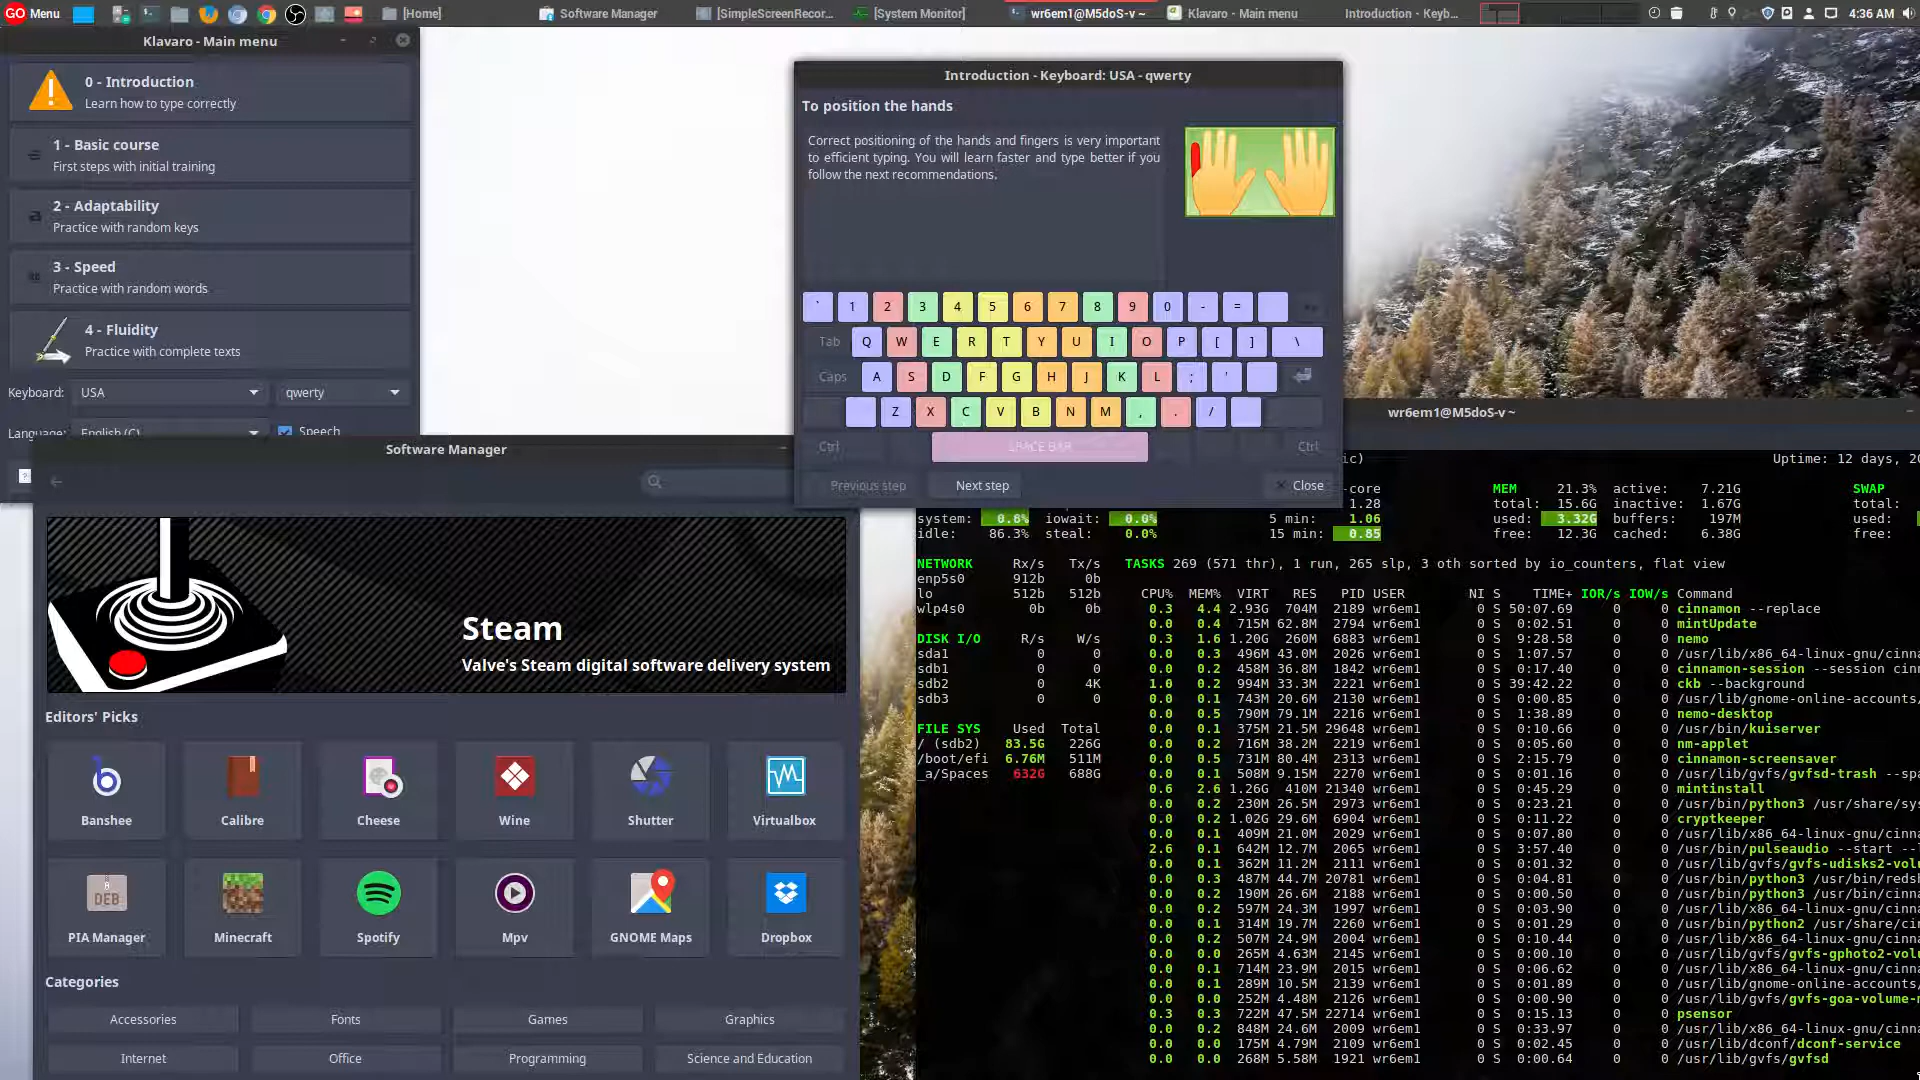 GO Menu
[Home]
Software Manager
[SimpleScreenRecor...
[System Monitor]
wr6em1@M5doS-v ~
Klavaro - Main menu
Introduction - Keyb...
4:36 AM
Klavaro - Main menu
0 - Introduction
Learn how to type correctly
1 - Basic course
First steps with initial training
2 - Adaptability
Practice with random keys
3 - Speed
Practice with random words
4 - Fluidity
Practice with complete texts
Keyboard: USA qwerty
Language: English (C) Speech
Introduction - Keyboard: USA - qwerty
To position the hands
Correct positioning of the hands and fingers is very important
to efficient typing. You will learn faster and type better if you
follow the next recommendations.
` 1 2 3 4 5 6 7 8 9 0 - =
Tab Q W E R T Y U I O P [ ] \
Caps A S D F G H J K L ; '
Z X C V B N M , . /
Ctrl SPACE BAR Ctrl
Previous step Next step Close
Software Manager
Steam
Valve's Steam digital software delivery system
Editors' Picks
Banshee Calibre Cheese Wine Shutter Virtualbox
DEB
PIA Manager Minecraft Spotify Mpv GNOME Maps Dropbox
Categories
Accessories Fonts Games Graphics
Internet Office Programming Science and Education
wr6em1@M5doS-v ~
ic) Uptime: 12 days, 20
-core MEM 21.3% active: 7.21G SWAP
1.28 total: 15.6G inactive: 1.67G total:
system: 0.8% iowait: 0.0% 5 min: 1.06 used: 3.32G buffers: 197M used:
idle: 86.3% steal: 0.0% 15 min: 0.85 free: 12.3G cached: 6.38G free:
NETWORK Rx/s Tx/s TASKS 269 (571 thr), 1 run, 265 slp, 3 oth sorted by io_counters, flat view
enp5s0 912b 0b
lo 512b 512b CPU% MEM% VIRT RES PID USER NI S TIME+ IOR/s IOW/s Command
wlp4s0 0b 0b 0.3 4.4 2.93G 704M 2189 wr6em1 0 S 50:07.69 0 0 cinnamon --replace
0.0 0.4 715M 62.8M 2794 wr6em1 0 S 0:02.51 0 0 mintUpdate
DISK I/O R/s W/s 0.3 1.6 1.20G 260M 6883 wr6em1 0 S 9:28.58 0 0 nemo
sda1 0 0 0.0 0.3 496M 43.0M 2026 wr6em1 0 S 1:07.57 0 0 /usr/lib/x86_64-linux-gnu/cinna
sdb1 0 0 0.0 0.2 458M 36.8M 1842 wr6em1 0 S 0:17.40 0 0 cinnamon-session --session cin
sdb2 0 4K 1.0 0.2 994M 33.3M 2221 wr6em1 0 S 39:42.22 0 0 ckb --background
sdb3 0 0 0.0 0.1 743M 20.6M 2130 wr6em1 0 S 0:00.85 0 0 /usr/lib/gnome-online-accounts/
0.0 0.5 790M 79.1M 2216 wr6em1 0 S 1:38.89 0 0 nemo-desktop
FILE SYS Used Total 0.0 0.1 375M 21.5M 29648 wr6em1 0 S 0:10.66 0 0 /usr/bin/kuiserver
/ (sdb2) 83.5G 226G 0.0 0.2 716M 38.2M 2219 wr6em1 0 S 0:05.60 0 0 nm-applet
/boot/efi 6.76M 511M 0.0 0.5 731M 80.4M 2313 wr6em1 0 S 2:15.79 0 0 cinnamon-screensaver
_a/Spaces 632G 688G 0.0 0.1 508M 9.15M 2270 wr6em1 0 S 0:01.16 0 0 /usr/lib/gvfs/gvfsd-trash --spa
0.6 2.6 1.26G 410M 21340 wr6em1 0 S 0:45.29 0 0 mintinstall
0.0 0.2 230M 26.5M 2973 wr6em1 0 S 0:23.21 0 0 /usr/bin/python3 /usr/share/sys
0.0 0.2 1.02G 29.6M 6904 wr6em1 0 S 0:11.22 0 0 cryptkeeper
0.0 0.1 409M 21.0M 2029 wr6em1 0 S 0:07.80 0 0 /usr/lib/x86_64-linux-gnu/cinna
2.6 0.1 642M 12.7M 2065 wr6em1 0 S 3:57.40 0 0 /usr/bin/pulseaudio --start --l
0.0 0.1 362M 11.2M 2111 wr6em1 0 S 0:01.32 0 0 /usr/lib/gvfs/gvfs-udisks2-volu
0.0 0.3 487M 44.7M 20781 wr6em1 0 S 0:04.81 0 0 /usr/bin/python3 /usr/bin/redsh
0.0 0.2 190M 26.6M 2188 wr6em1 0 S 0:00.50 0 0 /usr/bin/python3 /usr/bin/cinna
0.0 0.2 597M 24.3M 1997 wr6em1 0 S 0:03.90 0 0 /usr/lib/x86_64-linux-gnu/cinna
0.0 0.1 314M 19.7M 2260 wr6em1 0 S 0:01.29 0 0 /usr/bin/python2 /usr/share/cin
0.0 0.2 507M 24.9M 2004 wr6em1 0 S 0:10.44 0 0 /usr/lib/x86_64-linux-gnu/cinna
0.0 0.0 265M 4.63M 2145 wr6em1 0 S 0:00.10 0 0 /usr/lib/gvfs/gvfs-gphoto2-volu
0.0 0.1 714M 23.9M 2015 wr6em1 0 S 0:06.62 0 0 /usr/lib/x86_64-linux-gnu/cinna
0.0 0.1 289M 10.5M 2139 wr6em1 0 S 0:01.89 0 0 /usr/lib/gnome-online-accounts/
0.0 0.0 252M 4.48M 2126 wr6em1 0 S 0:00.90 0 0 /usr/lib/gvfs/gvfs-goa-volume-m
0.3 0.3 722M 47.5M 22714 wr6em1 0 S 0:15.13 0 0 psensor
0.0 0.2 848M 24.6M 2009 wr6em1 0 S 0:33.97 0 0 /usr/lib/x86_64-linux-gnu/cinna
0.0 0.0 175M 4.79M 2109 wr6em1 0 S 0:02.45 0 0 /usr/lib/dconf/dconf-service
0.0 0.0 268M 5.58M 1921 wr6em1 0 S 0:00.64 0 0 /usr/lib/gvfs/gvfsd